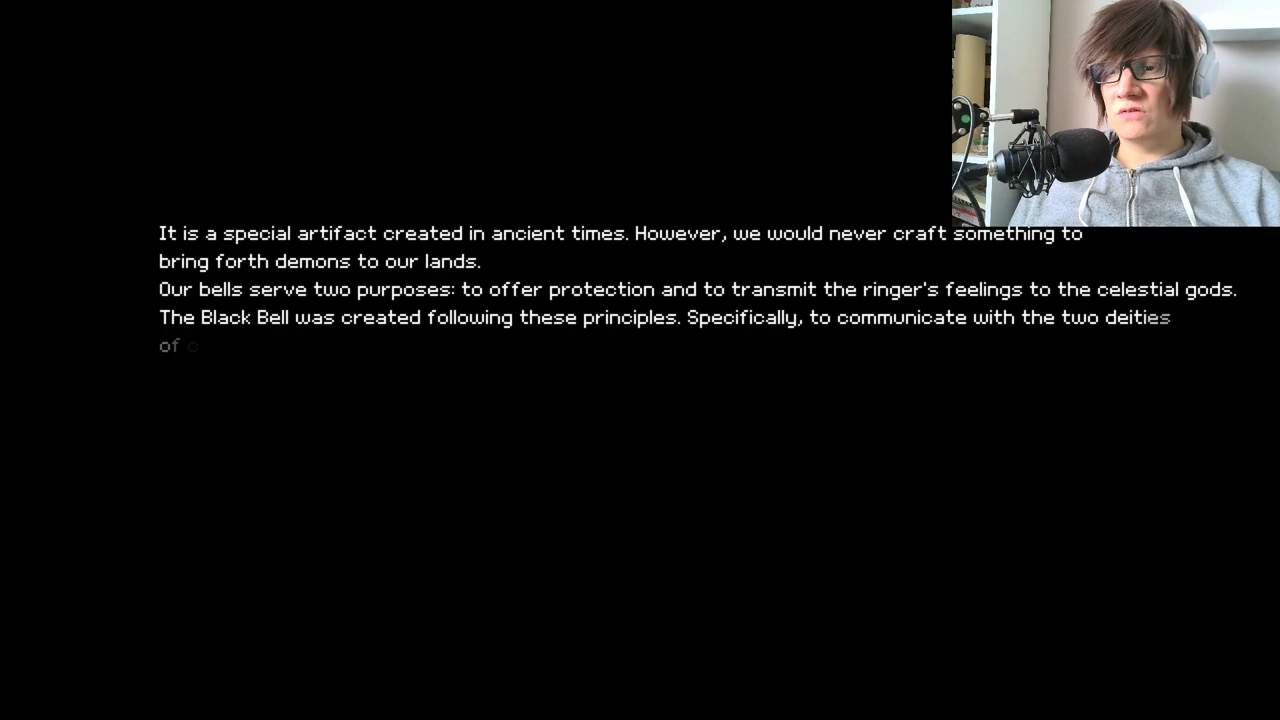 It is a special artifact created in ancient times. However, we would never craft something to
bring forth demons to our lands.
Our bells serve two purposes: to offer protection and to transmit the ringer's feelings to the celestial gods.
The Black Bell was created following these principles. Specifically, to communicate with the two deities
of c